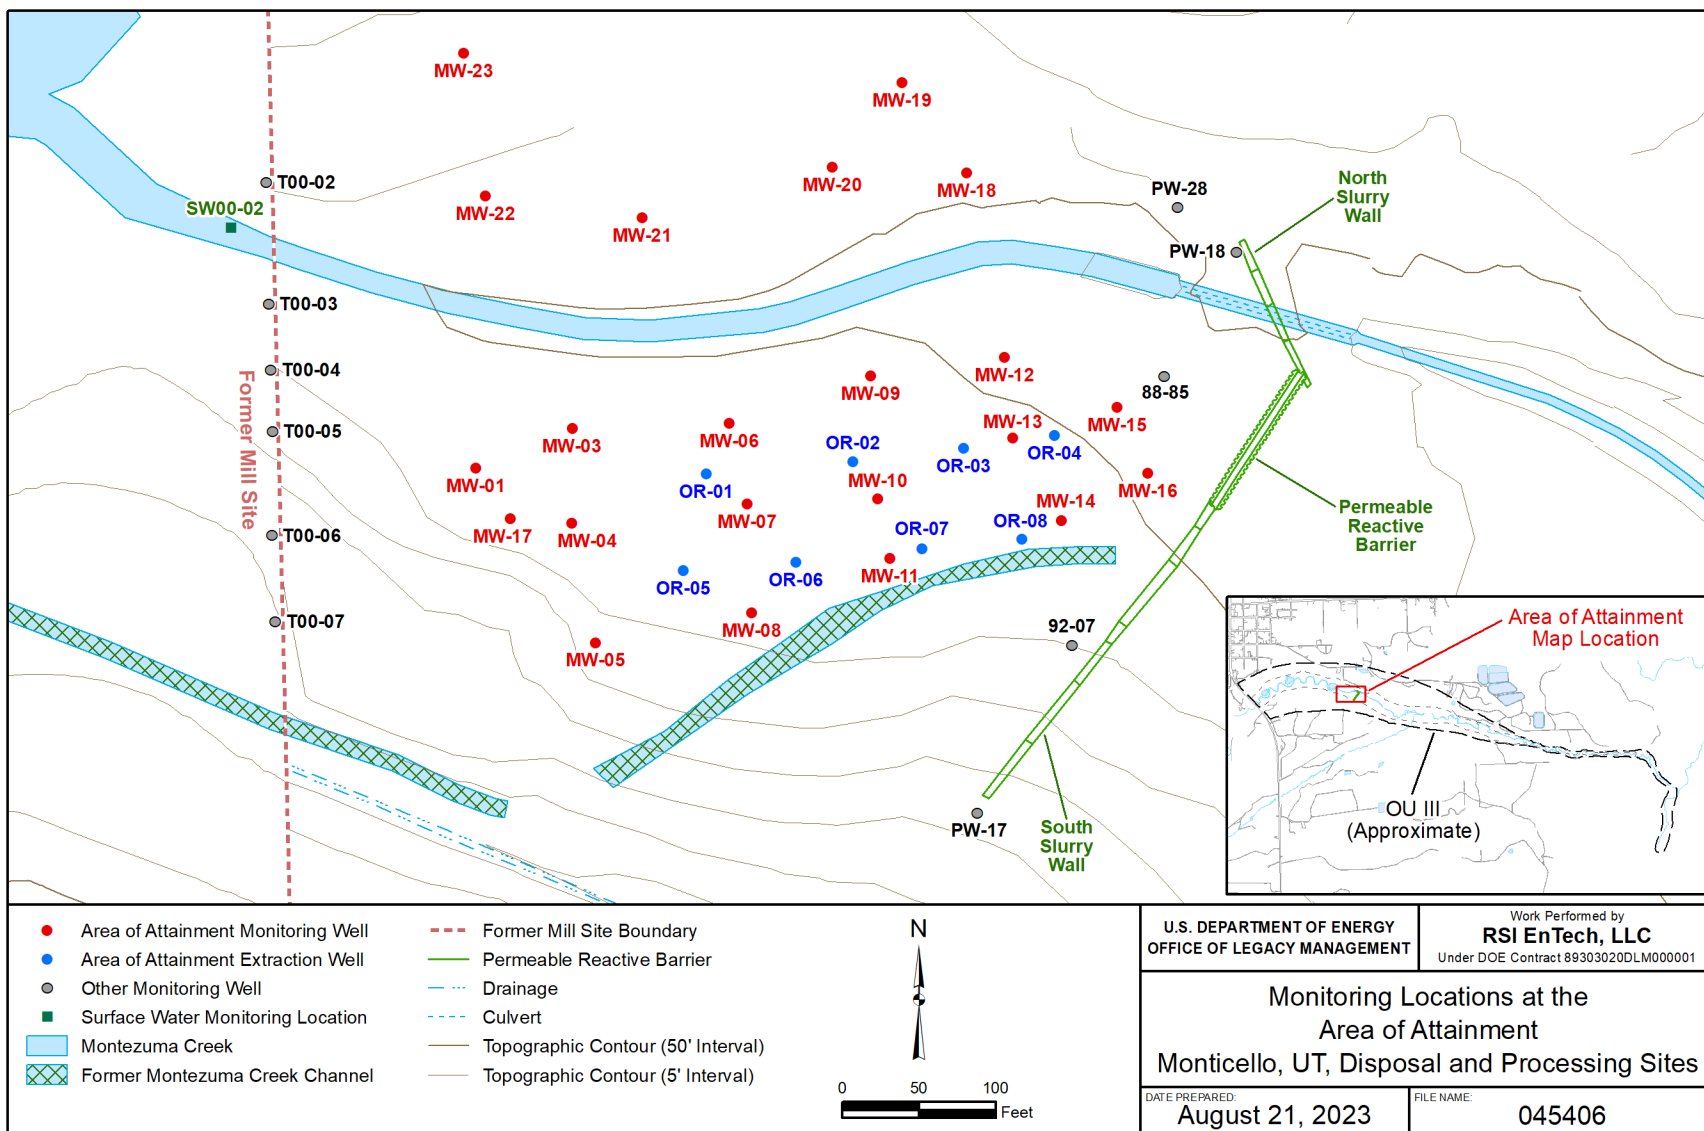 MW-23
MW-19
MW-20
MW-18
T00-02
PW-28
North
Slurry
Wall
SW00-02
MW-22
MW-21
PW-18
T00-03
T00-04
MW-12
MW-09
88-85
Former Mill Site
T00-05
MW-03
MW-06
OR-02
MW-13
MW-15
OR-03
OR-04
MW-01
OR-01
MW-10
MW-16
MW-14
Permeable
Reactive
Barrier
MW-17
MW-04
MW-07
OR-07
OR-08
T00-06
OR-05
OR-06
MW-11
T00-07
MW-08
92-07
MW-05
PW-17
South
Slurry
Wall
Area of Attainment
Map Location
OU III
(Approximate)
Area of Attainment Monitoring Well
Area of Attainment Extraction Well
Other Monitoring Well
Surface Water Monitoring Location
Montezuma Creek
Former Montezuma Creek Channel
Former Mill Site Boundary
Permeable Reactive Barrier
Drainage
Culvert
Topographic Contour (50' Interval)
Topographic Contour (5' Interval)
N
0 50 100
Feet
U.S. DEPARTMENT OF ENERGY
OFFICE OF LEGACY MANAGEMENT
Work Performed by
RSI EnTech, LLC
Under DOE Contract 89303020DLM000001
Monitoring Locations at the
Area of Attainment
Monticello, UT, Disposal and Processing Sites
DATE PREPARED:
August 21, 2023
FILE NAME:
045406